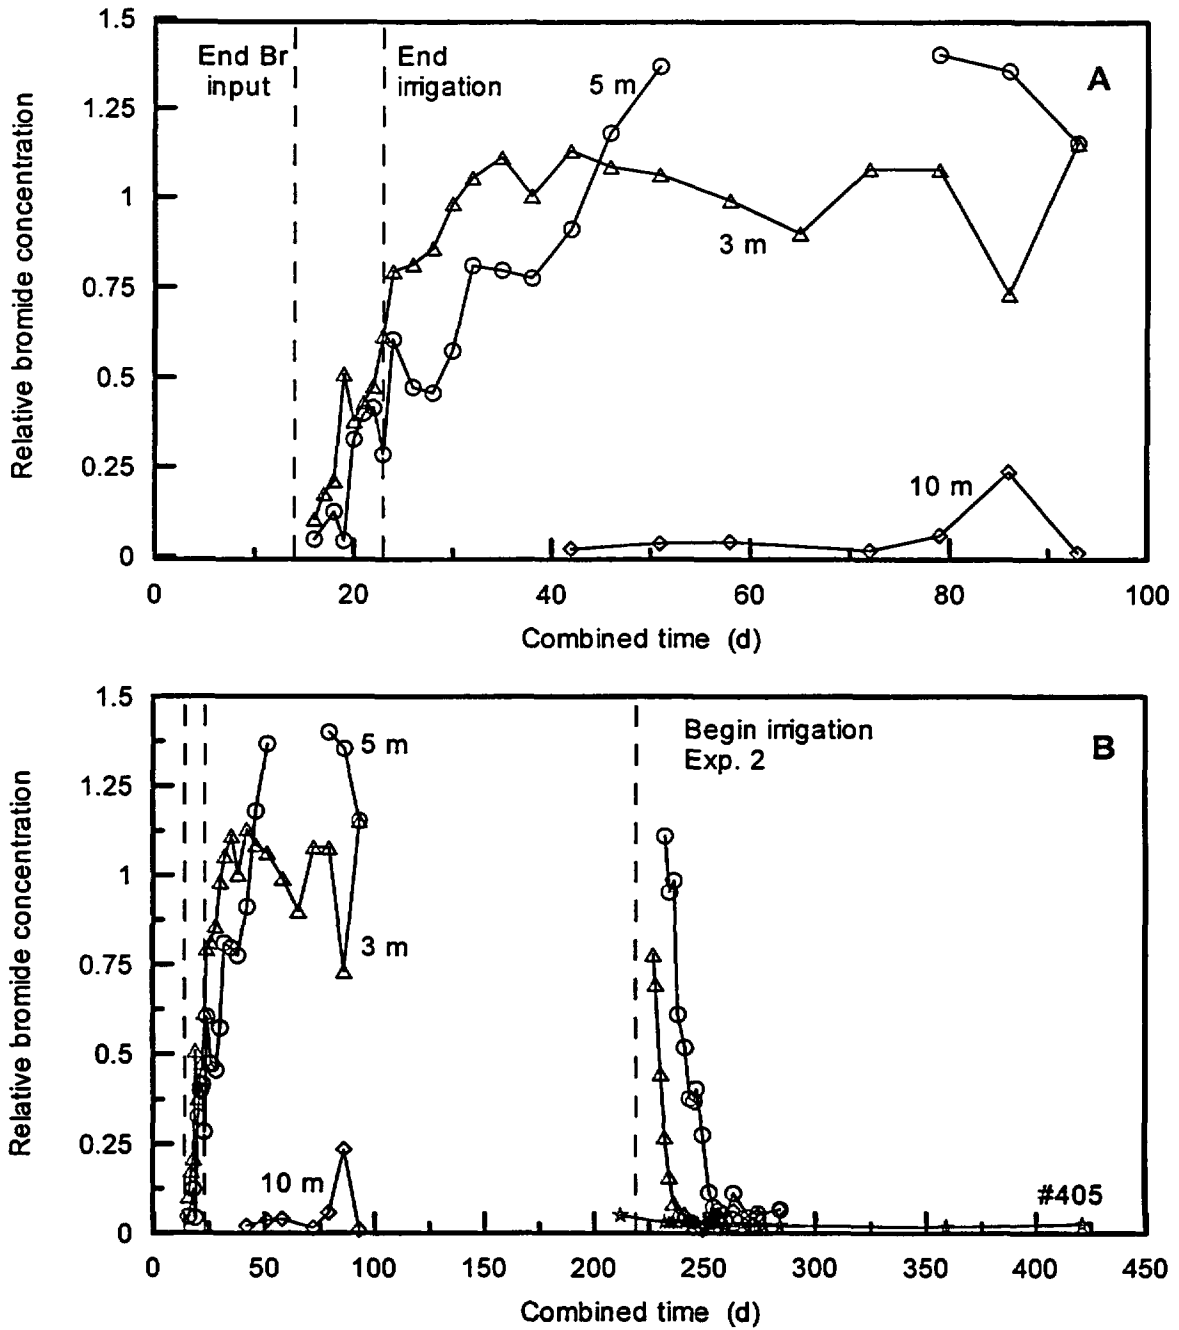 1.5
1.25
1
0.75
0.5
0.25
0
Relative bromide concentration
End Br
input
End
irrigation
5 m
A
3 m
10 m
0 20 40 60 80 100
Combined time (d)
1.5
1.25
1
0.75
0.5
0.25
0
Relative bromide concentration
5 m
Begin irrigation
Exp. 2
B
3 m
10 m
#405
0 50 100 150 200 250 300 350 400 450
Combined time (d)